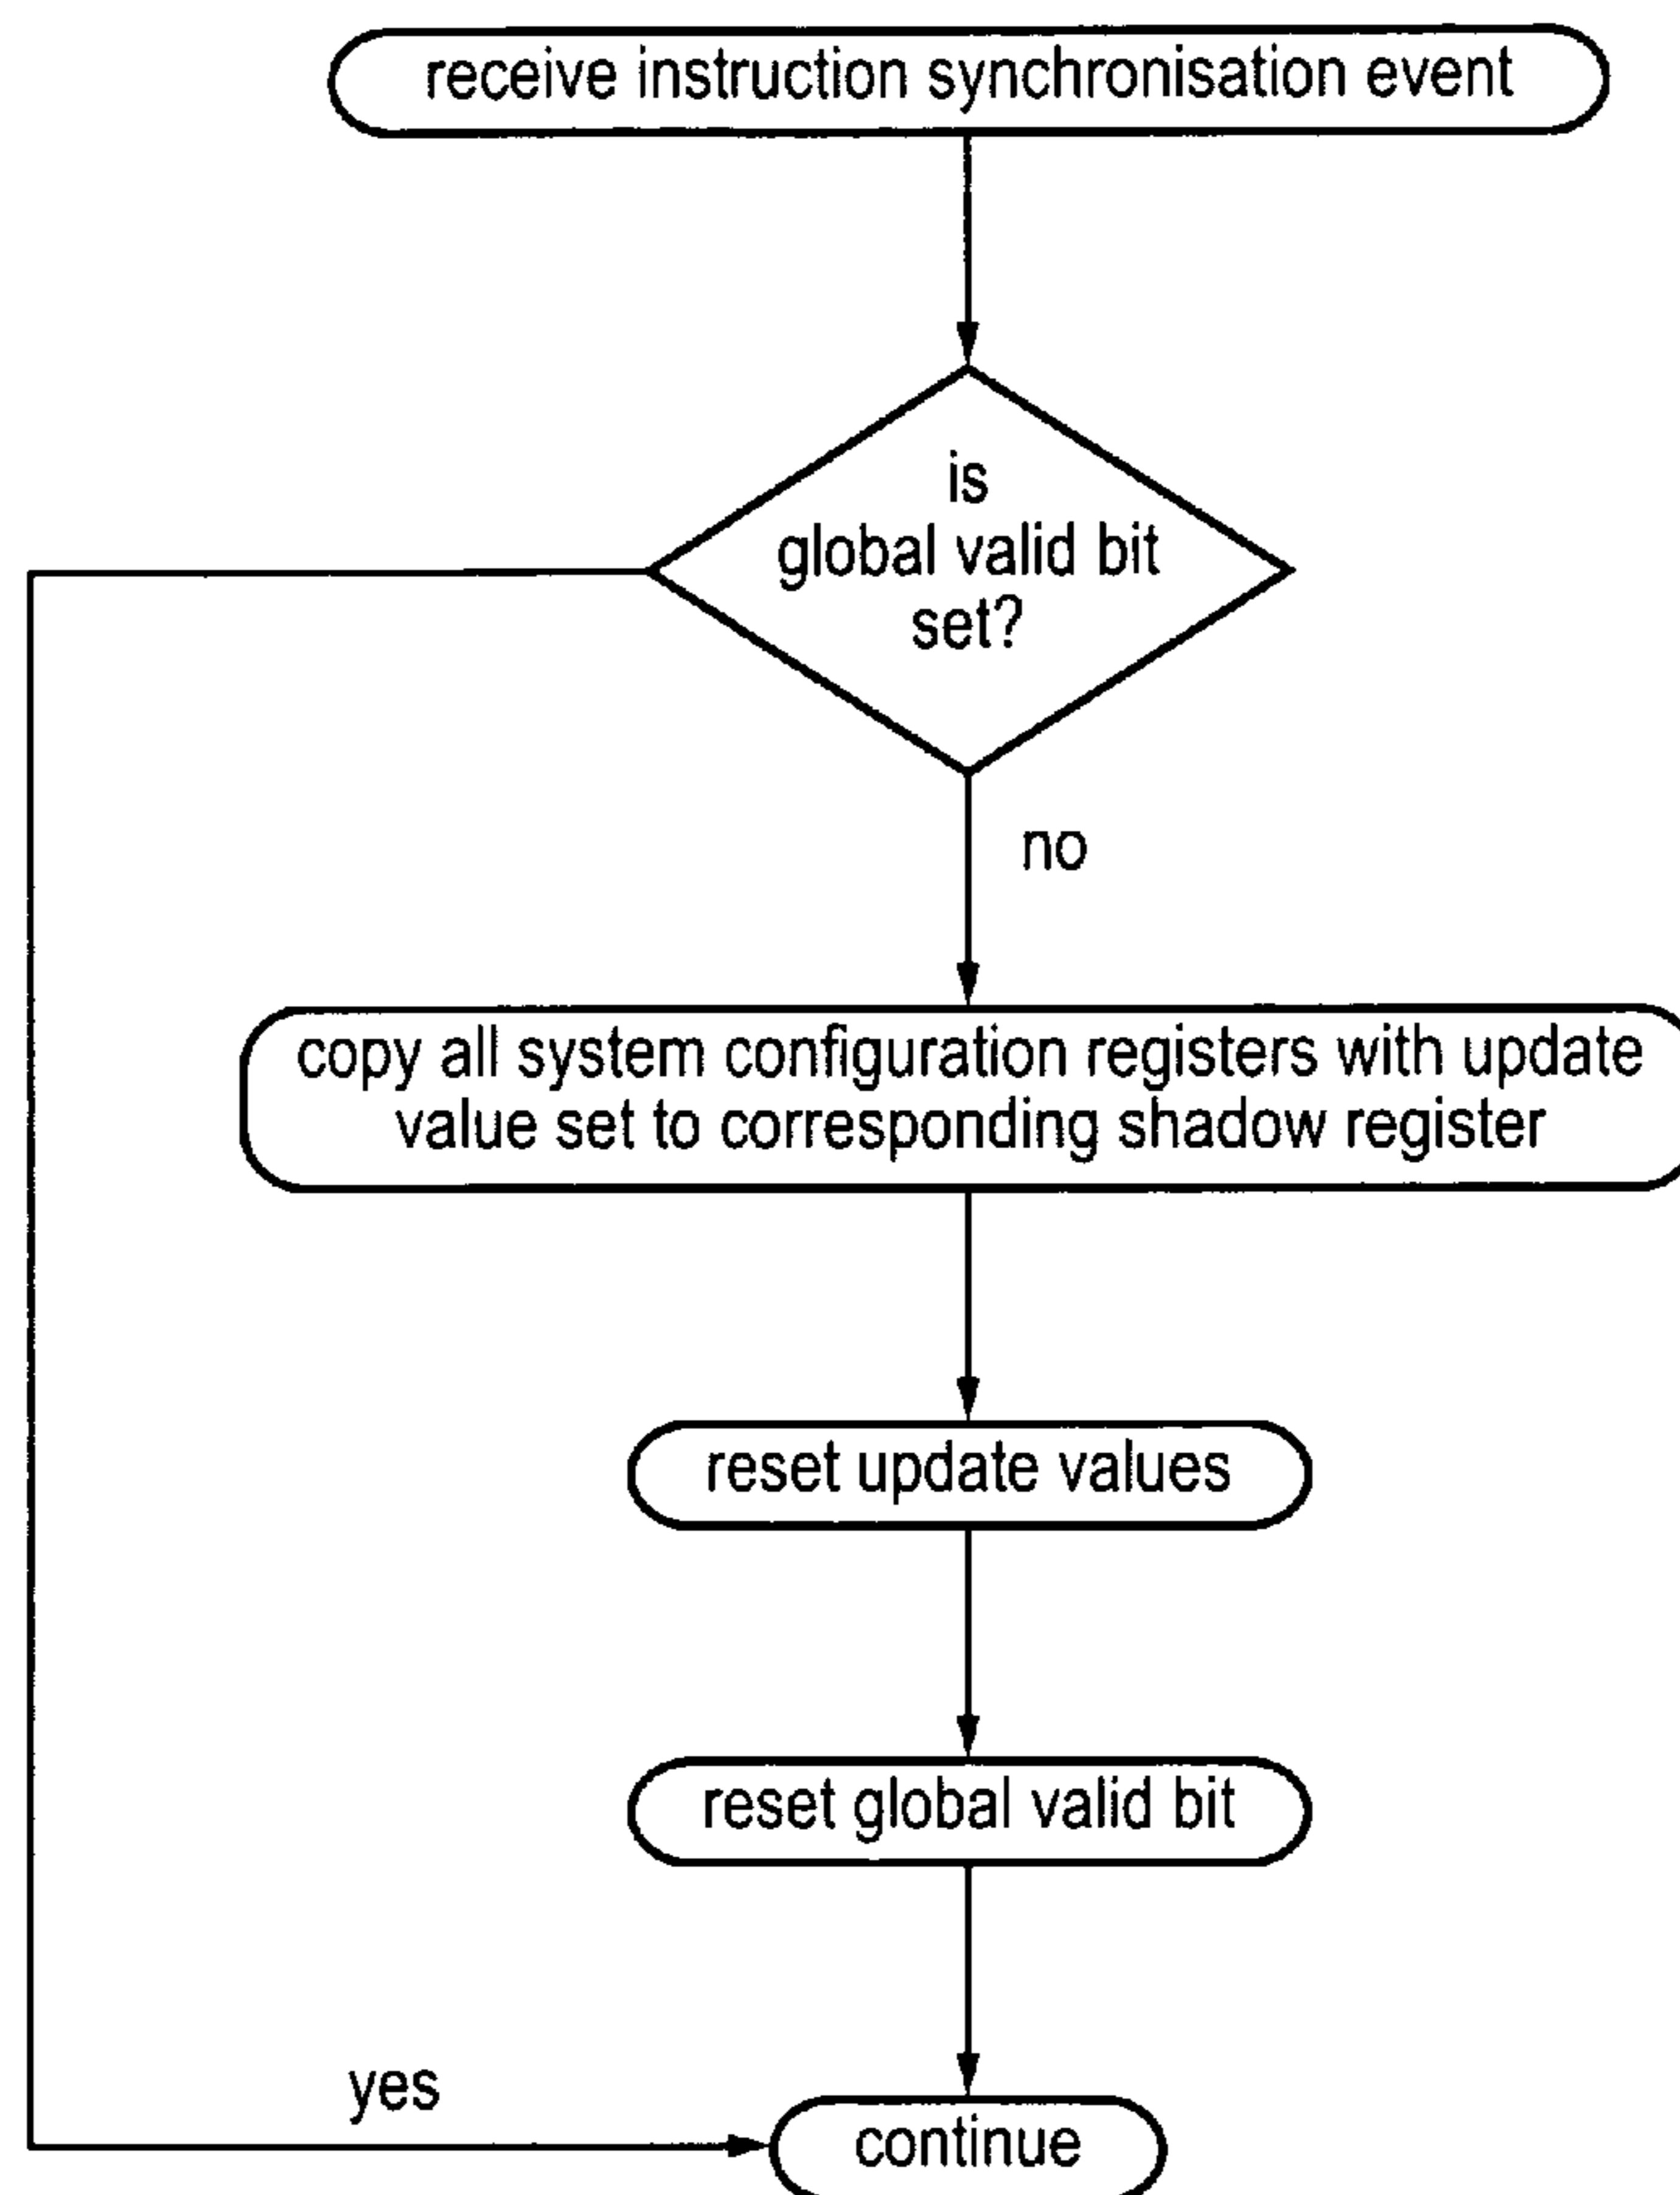 receive instruction synchronisation event
is
global valid bit
set?
no
copy all system configuration registers with update
value set to corresponding shadow register
reset update values
reset global valid bit
yes
continue